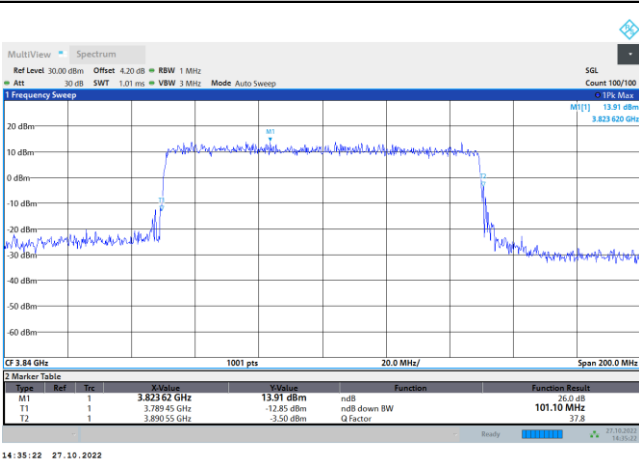 MultiView Spectrum
Ref Level 30.00 dBm Offset 4.20 dB RBW 1 MHz SGL
Att 30 dB SWT 1.01 ms VBW 3 MHz Mode Auto Sweep Count 100/100
1 Frequency Sweep 1Pk Max
M1[1] 13.91 dBm
3.823 620 GHz
20 dBm
M1
10 dBm
0 dBm
T2
-10 dBm
-20 dBm
-30 dBm
-40 dBm
-50 dBm
-60 dBm
CF 3.84 GHz 1001 pts 20.0 MHz/ Span 200.0 MHz
2 Marker Table
Type Ref Trc X-Value Y-Value Function Function Result
M1 1 3.823 62 GHz 13.91 dBm ndB 26.0 dB
T1 1 3.789 45 GHz -12.85 dBm ndB down BW 101.10 MHz
T2 1 3.890 55 GHz -3.50 dBm Q Factor 37.8
Ready 27.10.2022
14:35:22
14:35:22 27.10.2022